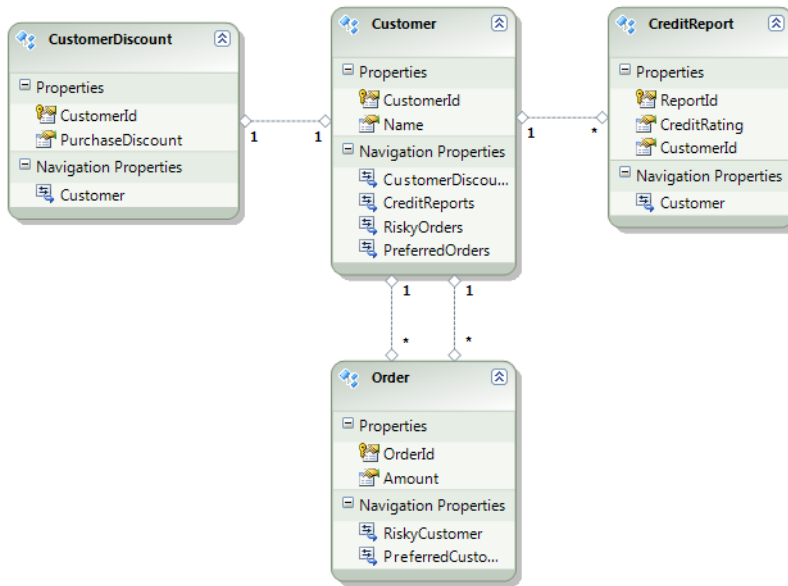 CustomerDiscount
Properties
CustomerId
PurchaseDiscount
Navigation Properties
Customer
1
1
Customer
Properties
CustomerId
Name
Navigation Properties
CustomerDiscou...
CreditReports
RiskyOrders
PreferredOrders
1
*
CreditReport
Properties
ReportId
CreditRating
CustomerId
Navigation Properties
Customer
1
1
*
*
Order
Properties
OrderId
Amount
Navigation Properties
RiskyCustomer
PreferredCusto...